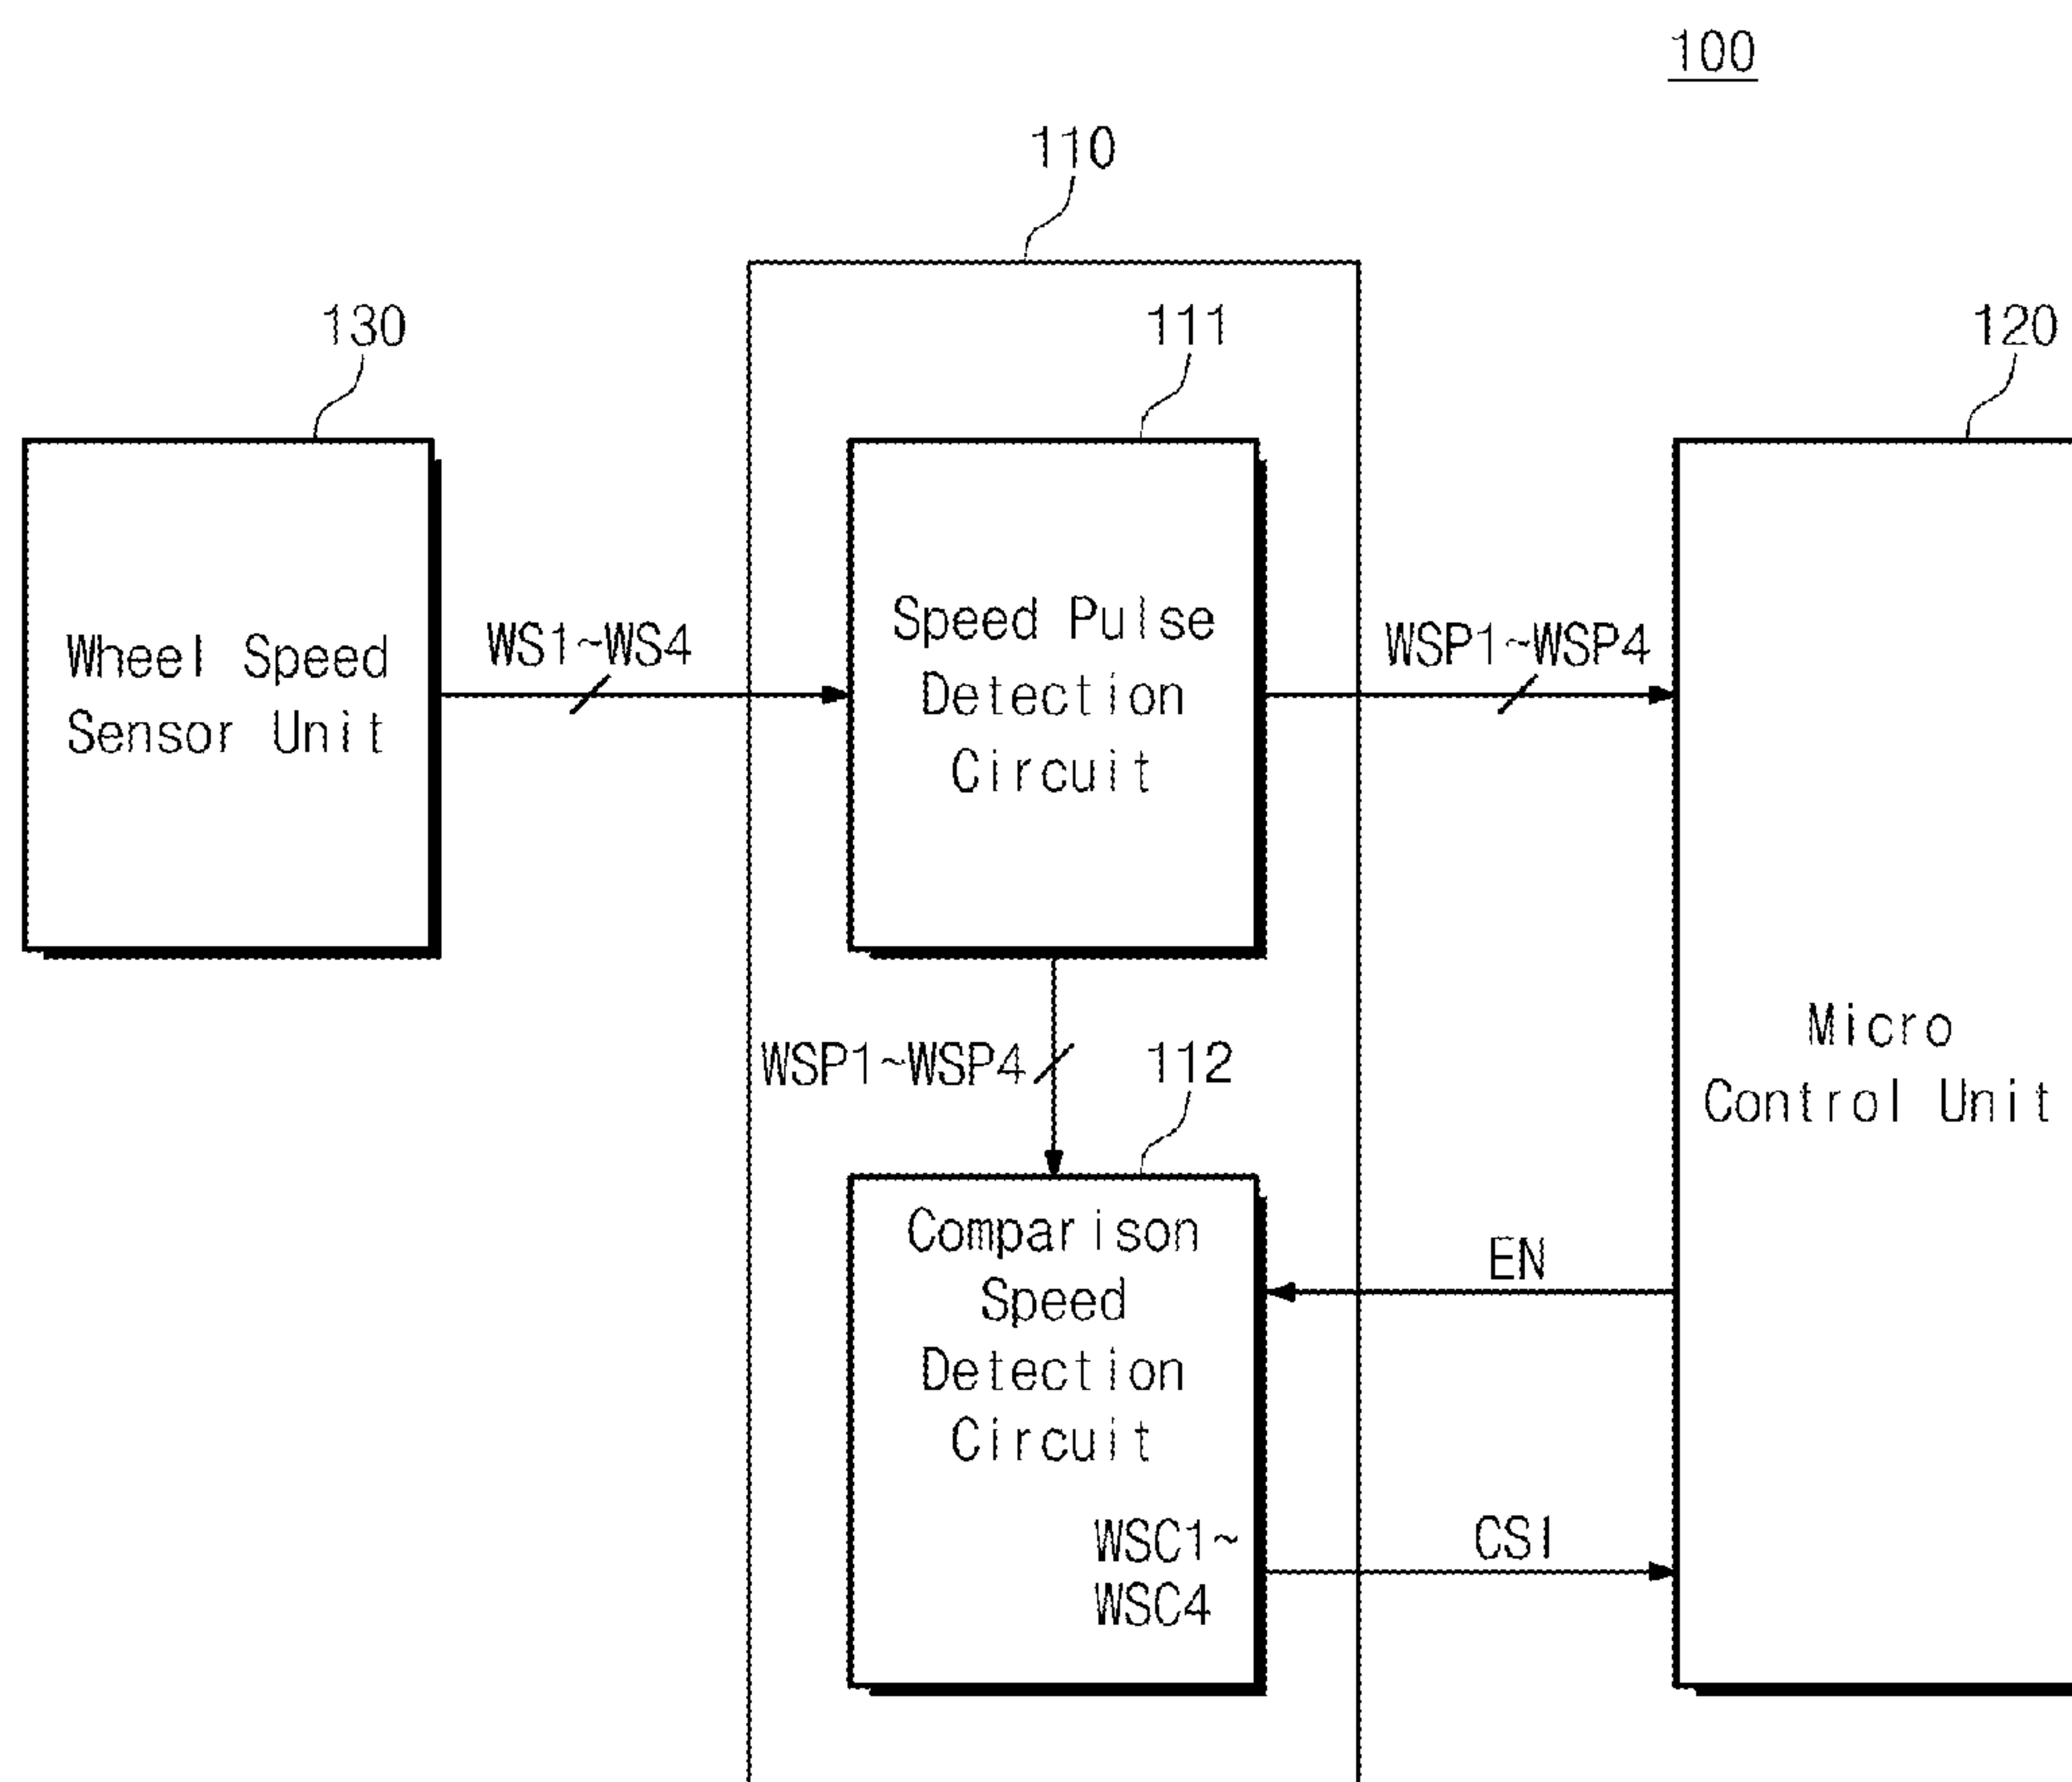 100
110
130
111
120
Wheel Speed
Sensor Unit
WS1~WS4
Speed Pulse
Detection
Circuit
WSP1~WSP4
Micro
Control Unit
WSP1~WSP4
112
Comparison
Speed
Detection
Circuit
WSC1~
WSC4
EN
CSI